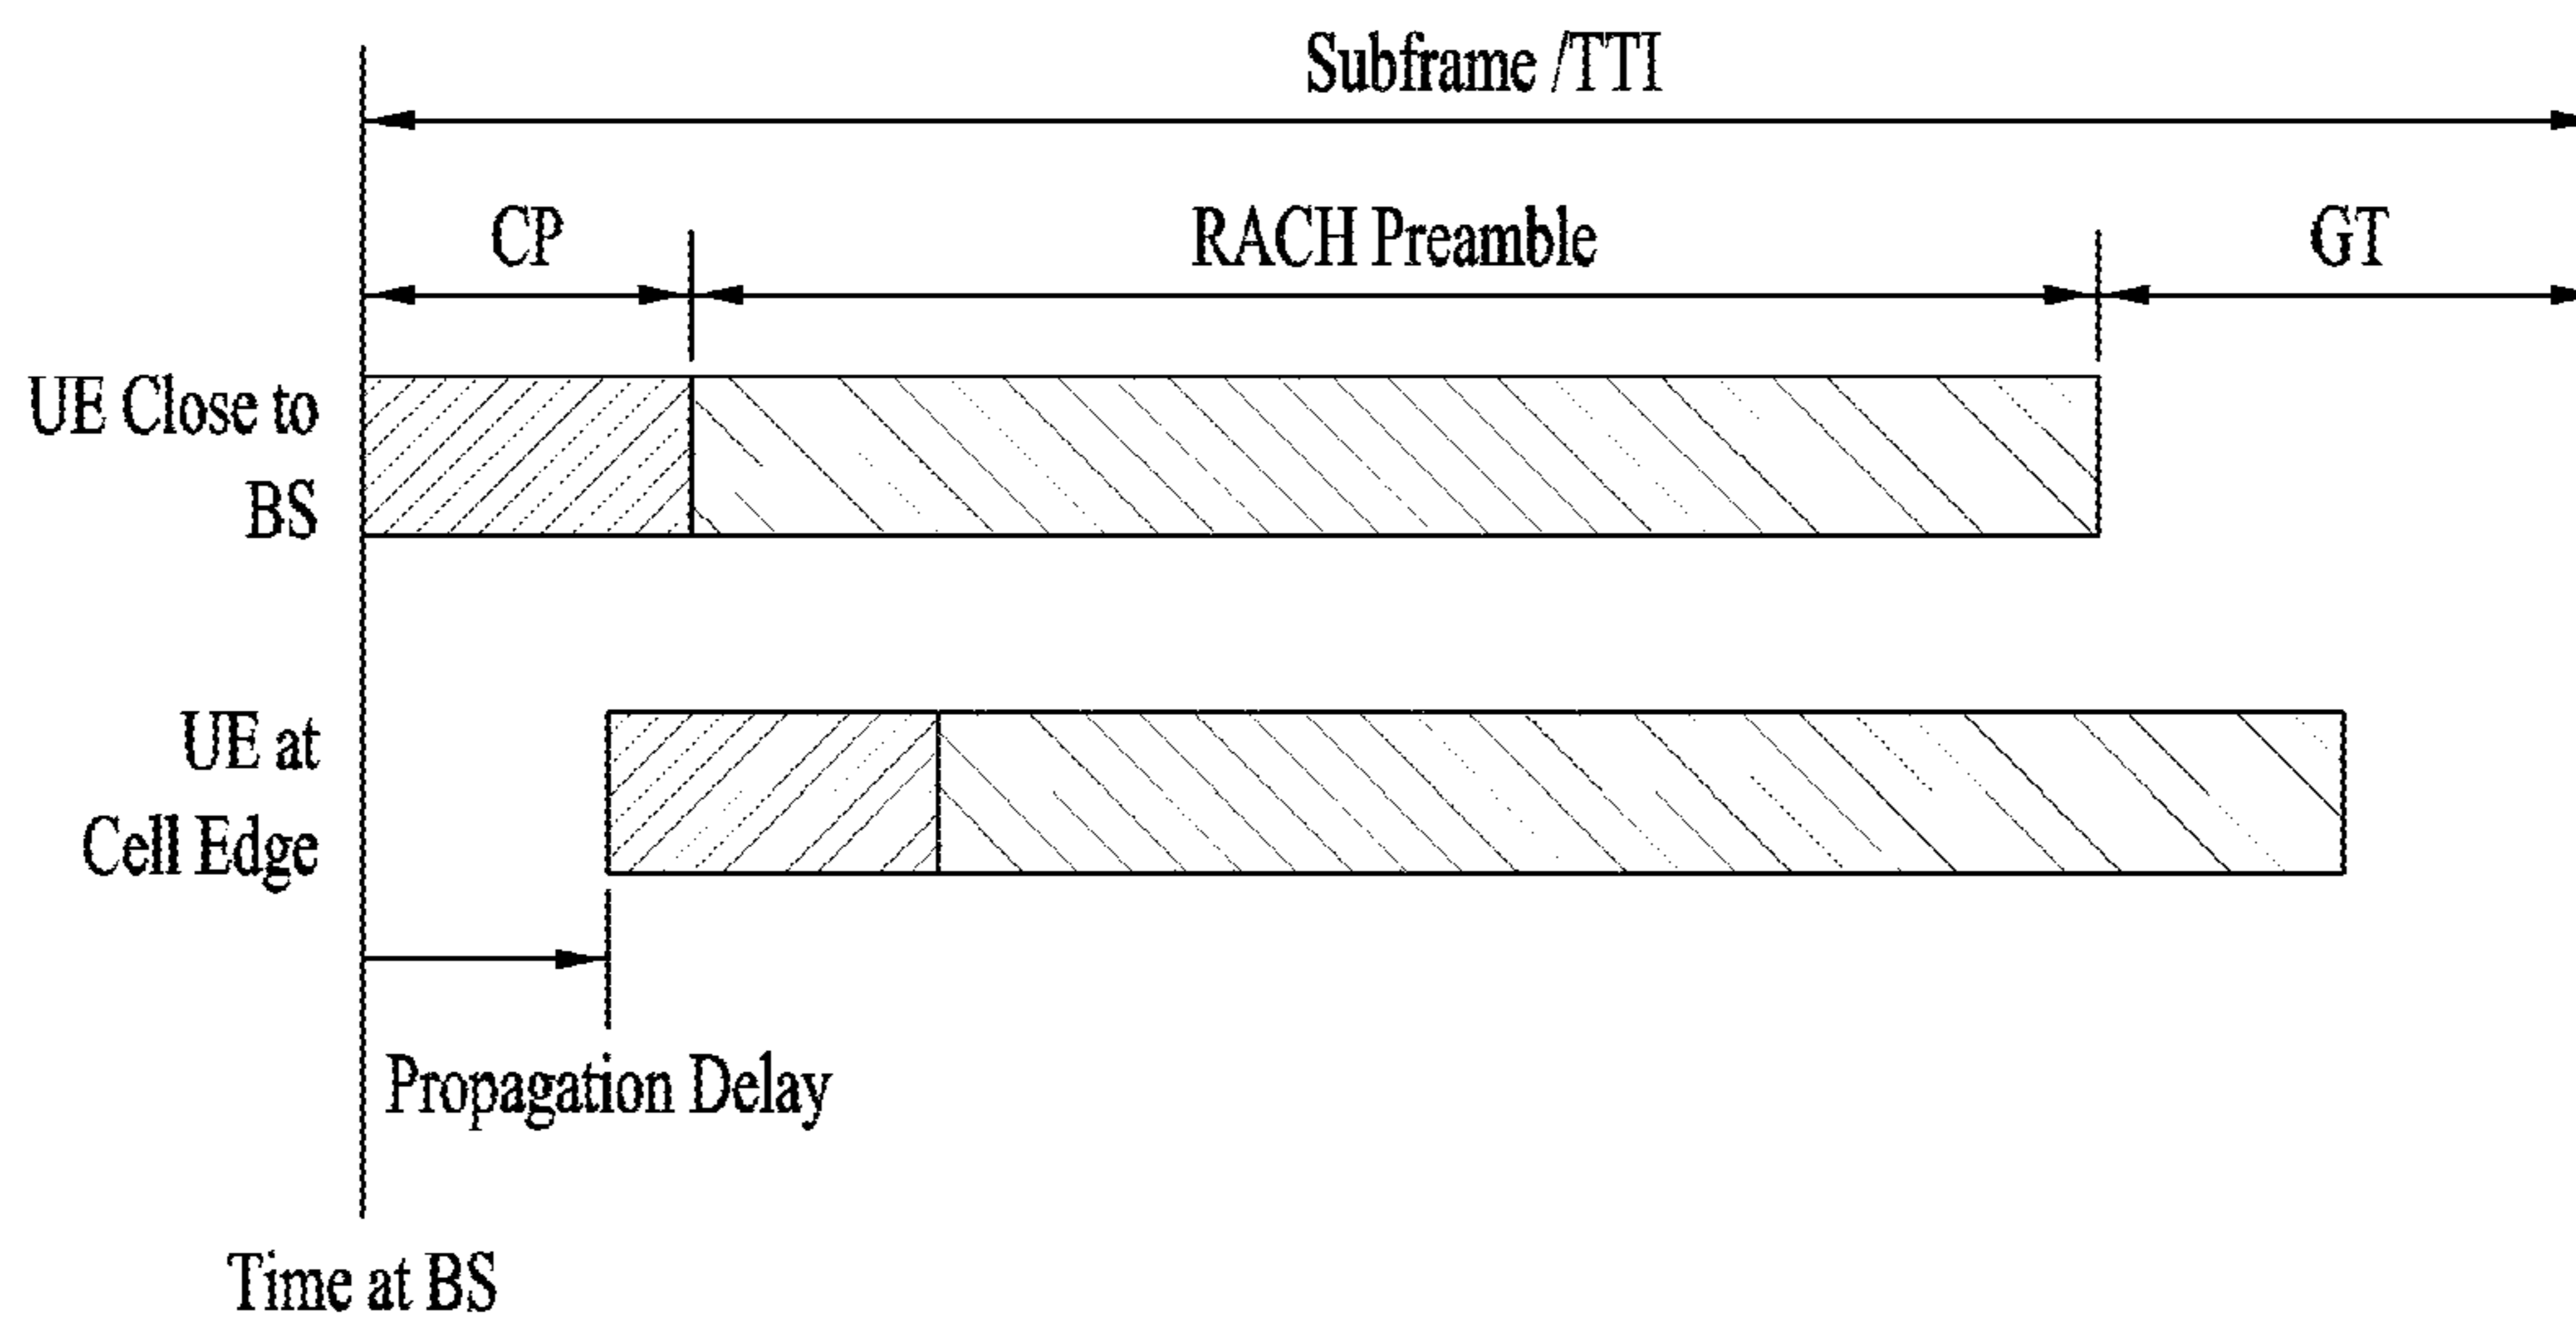 Subframe /TTI
CP
RACH Preamble
GT
UE Close to
BS
UE at
Cell Edge
Propagation Delay
Time at BS